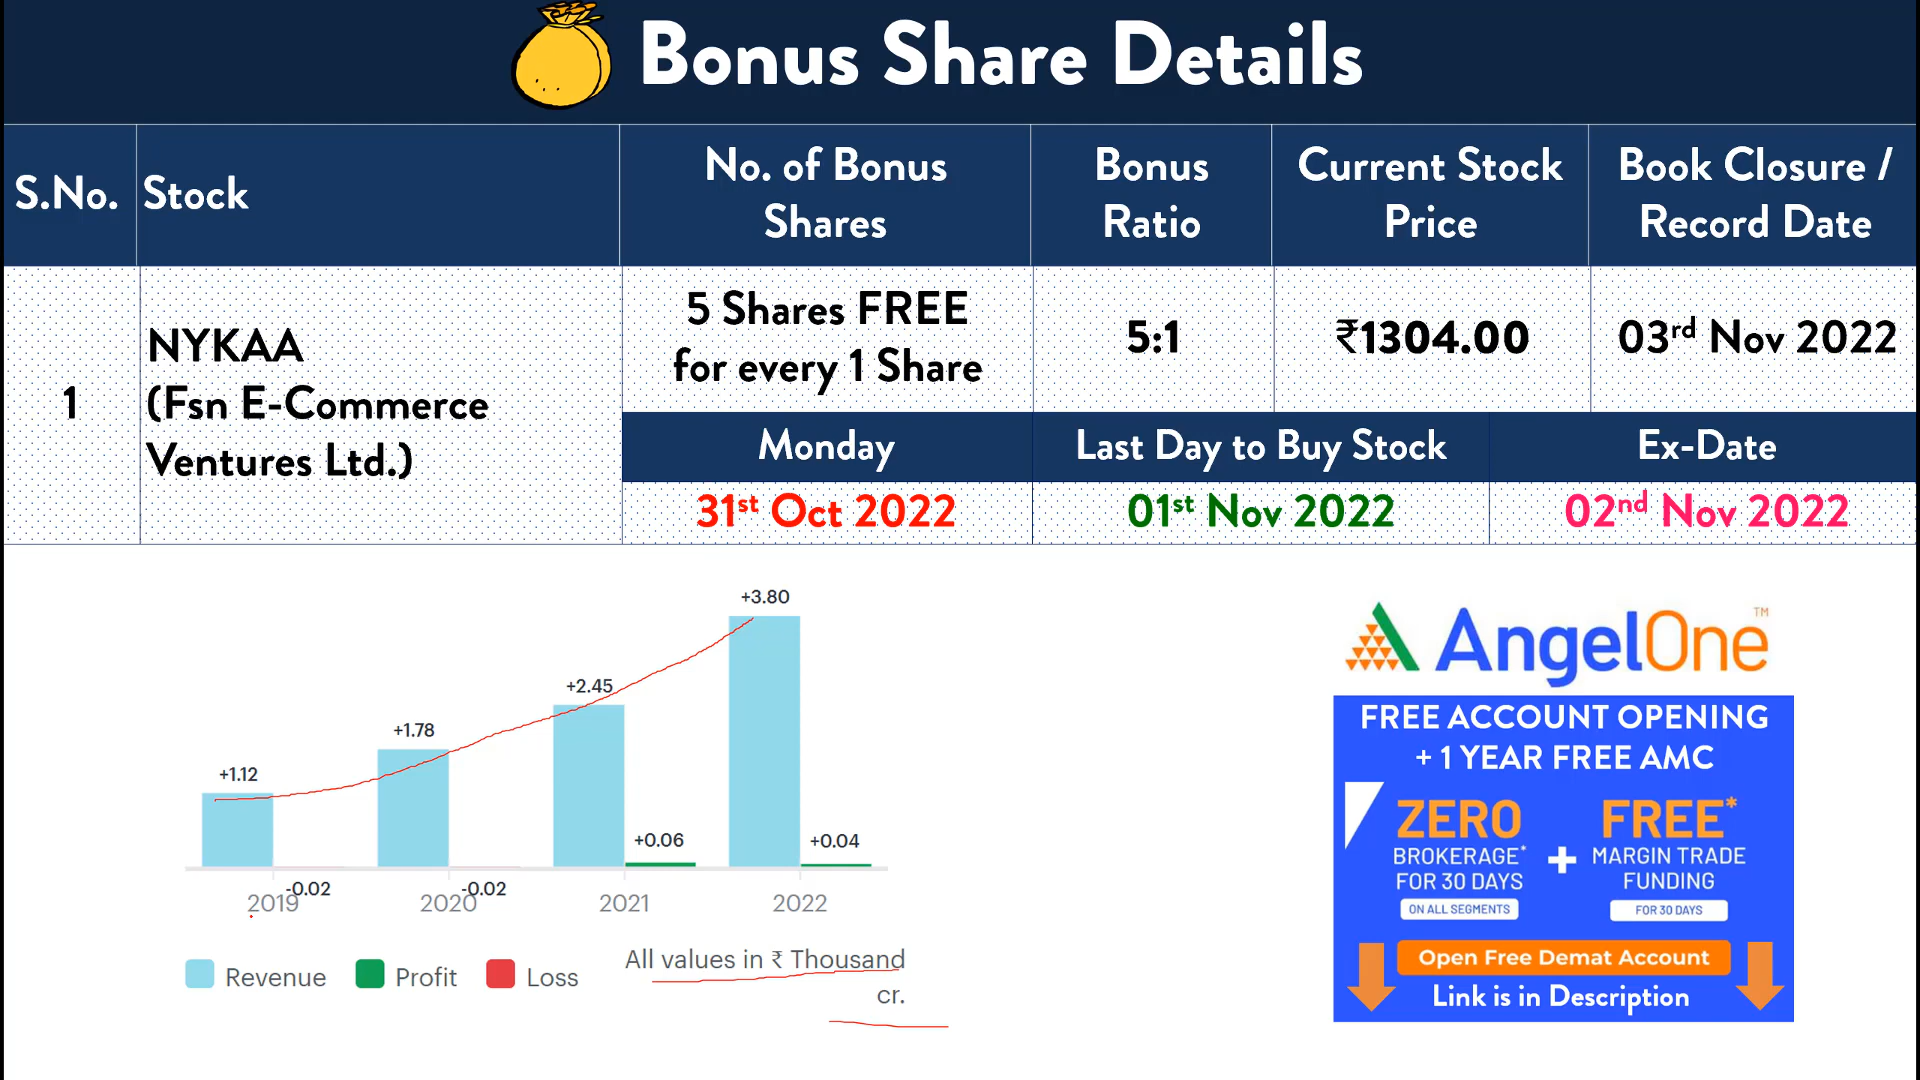 Bonus Share Details
S.No.
Stock
No. of Bonus
Shares
Bonus
Ratio
Current Stock
Price
Book Closure /
Record Date
1
NYKAA
(Fsn E-Commerce
Ventures Ltd.)
5 Shares FREE
for every 1 Share
5:1
₹1304.00
03rd Nov 2022
Monday
Last Day to Buy Stock
Ex-Date
31st Oct 2022
01st Nov 2022
02nd Nov 2022
+1.12
+1.78
+2.45
+3.80
-0.02
-0.02
+0.06
+0.04
2019
2020
2021
2022
Revenue
Profit
Loss
All values in ₹ Thousand
cr.
AngelOne™
FREE ACCOUNT OPENING
+ 1 YEAR FREE AMC
ZERO
BROKERAGE*
FOR 30 DAYS
ON ALL SEGMENTS
+
FREE*
MARGIN TRADE
FUNDING
FOR 30 DAYS
Open Free Demat Account
Link is in Description